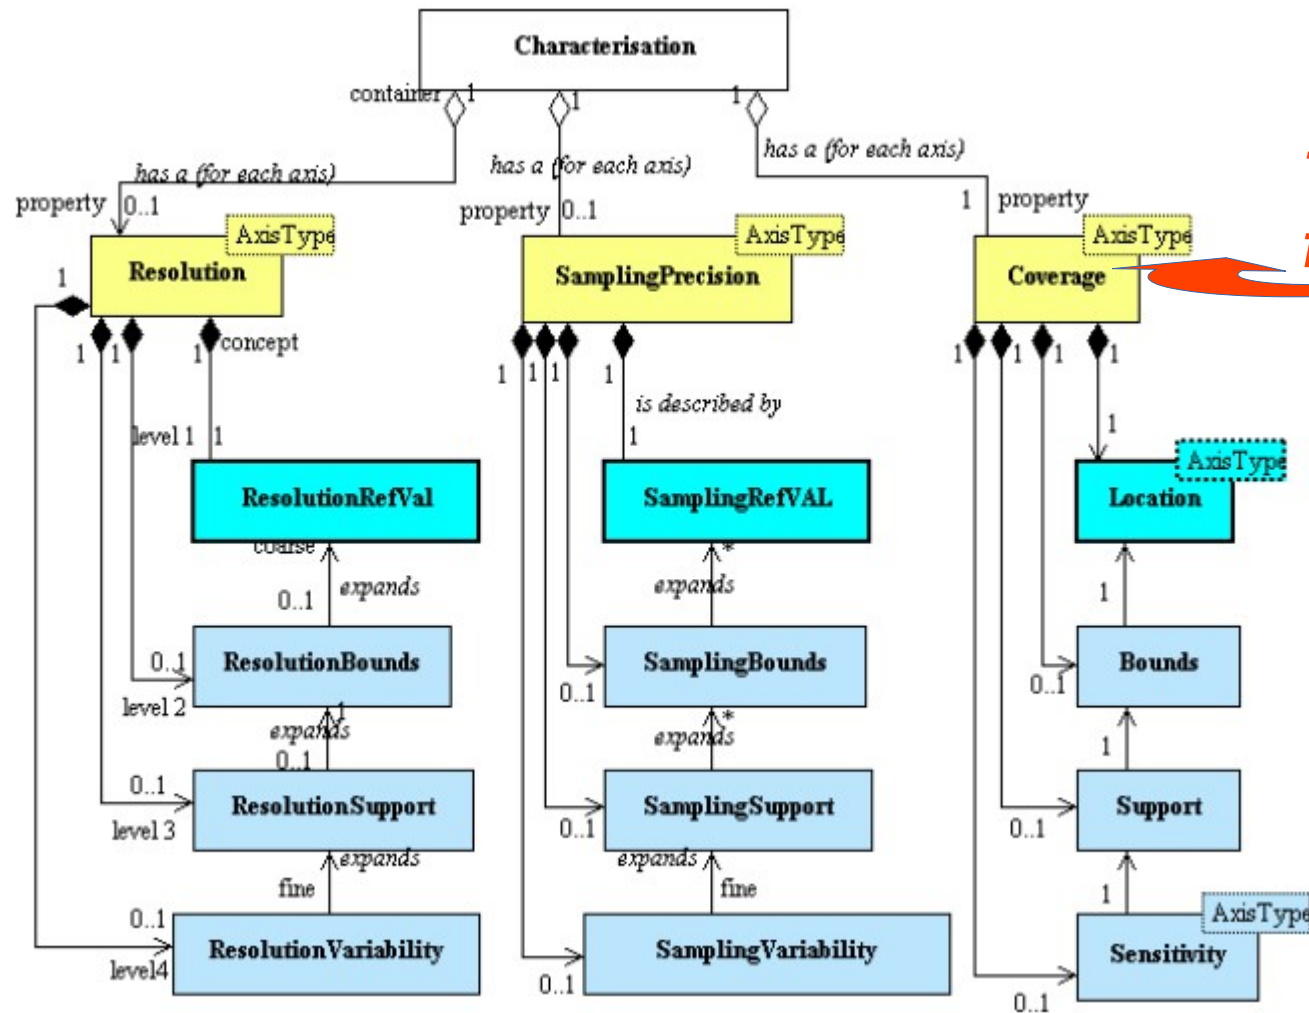 Characterisation
container
1
1
1
has a (for each axis)
has a (for each axis)
has a (for each axis)
property
0..1
property
0..1
1
property
AxisType
AxisType
AxisType
Resolution
SamplingPrecision
Coverage
1
1
1
1
concept
1
1
1
1
1
1
1
1
is described by
level 1
1
1
1
AxisType
ResolutionRefVal
SamplingRefVAL
Location
coarse
*
expands
expands
0..1
1
ResolutionBounds
SamplingBounds
Bounds
0..1
0..1
0..1
level 2
1
*
expands
expands
0..1
1
ResolutionSupport
SamplingSupport
Support
0..1
0..1
0..1
level 3
expands
expands
fine
fine
1
AxisType
0..1
ResolutionVariability
SamplingVariability
Sensitivity
level4
0..1
0..1